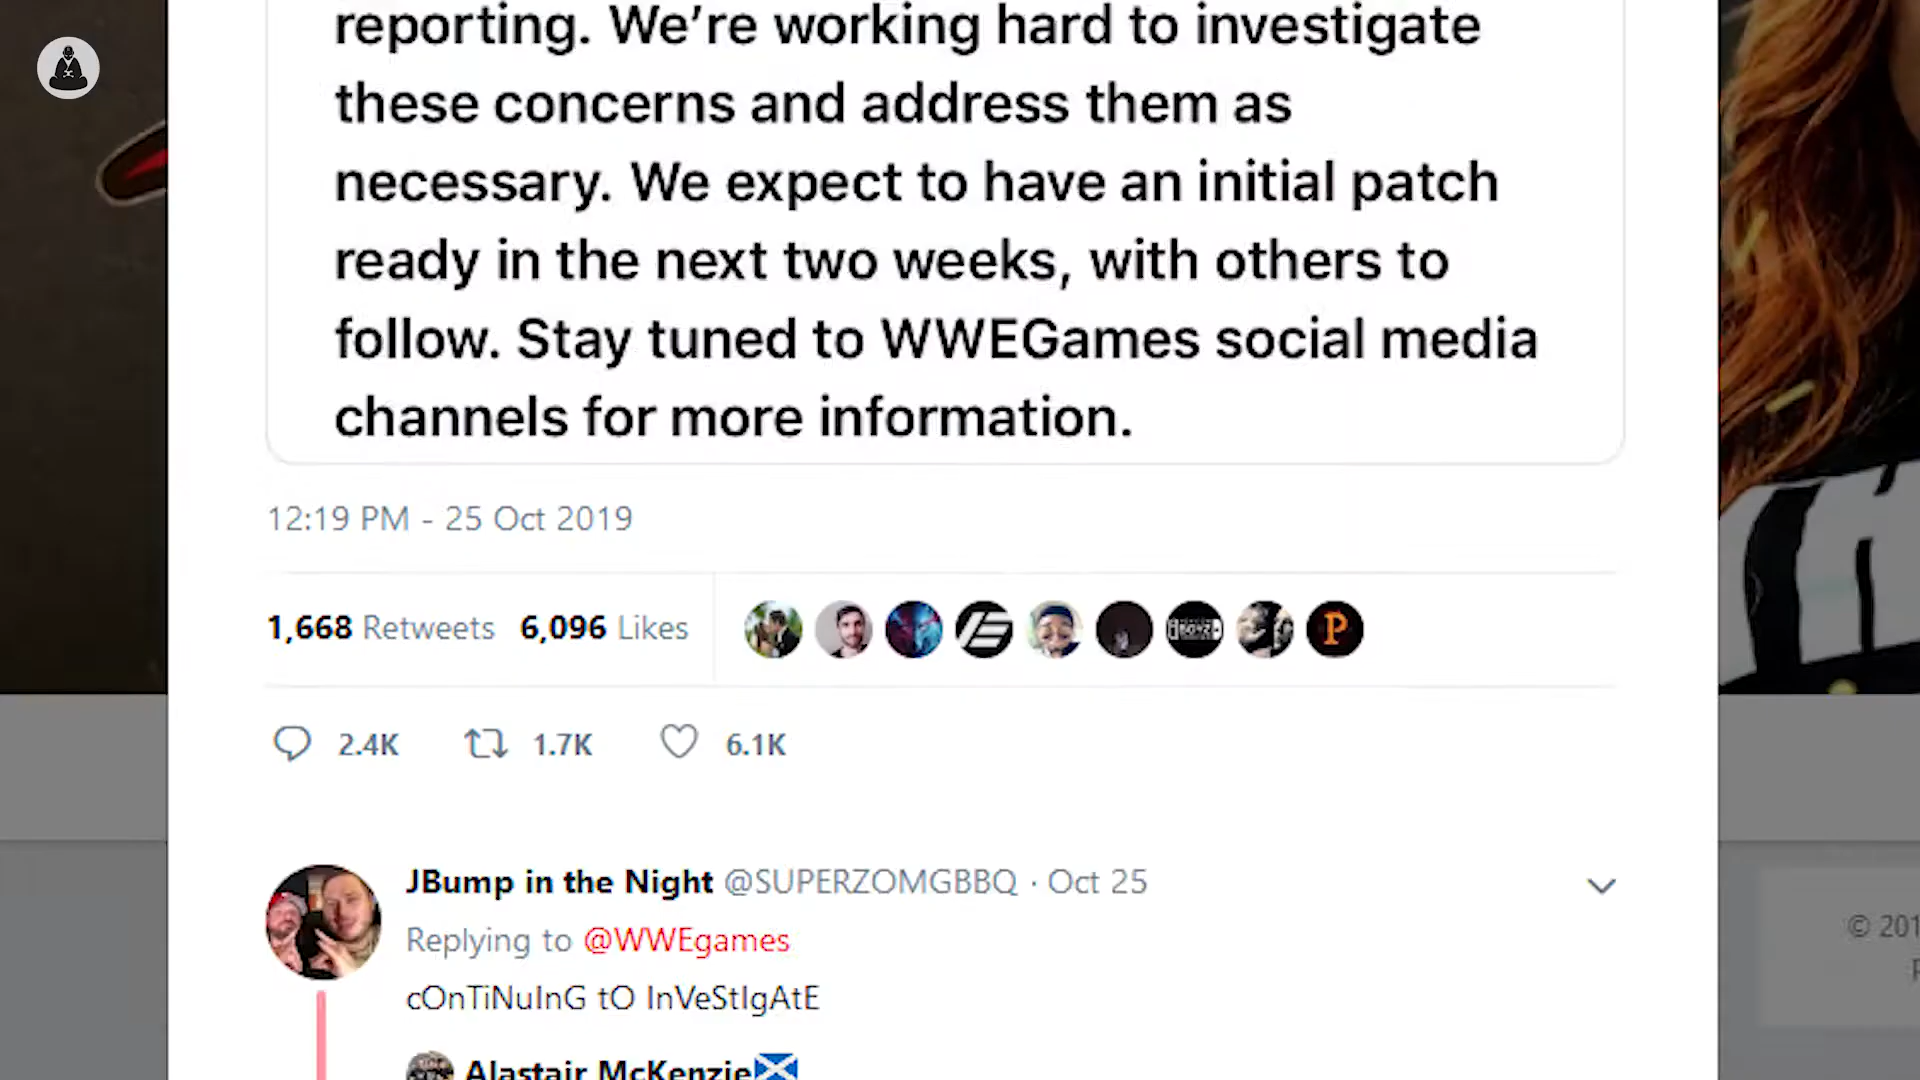 reporting. We're working hard to investigate
these concerns and address them as
necessary. We expect to have an initial patch
ready in the next two weeks, with others to
follow. Stay tuned to WWEGames social media
channels for more information.
12:19 PM - 25 Oct 2019
1,668 Retweets 6,096 Likes
2.4K 1.7K 6.1K
JBump in the Night @SUPERZOMGBBQ · Oct 25
Replying to @WWEgames
cOnTiNuInG tO InVeStIgAtE
Alastair McKenzie
© 201